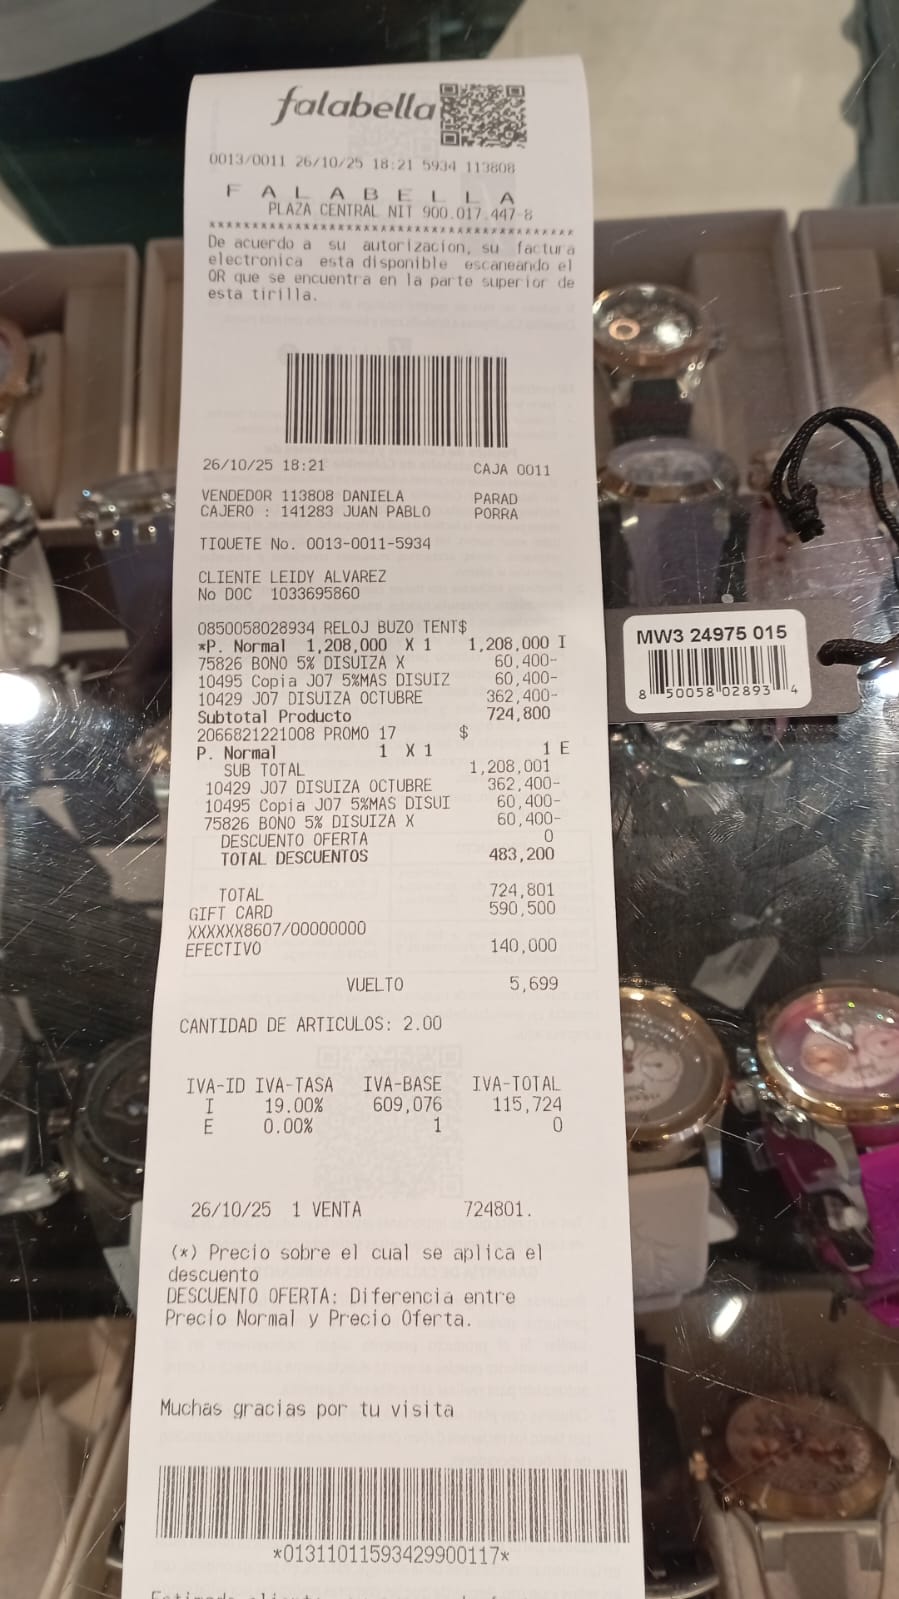 falabella
0013/0011 26/10/25 18:21 5934 113808
F A L A B E L L A
PLAZA CENTRAL NIT 900.017.447-8
****************************************
De acuerdo a su autorizacion, su factura
electronica esta disponible escaneando el
QR que se encuentra en la parte superior de
esta tirilla.
26/10/25 18:21 CAJA 0011
VENDEDOR 113808 DANIELA PARAD
CAJERO : 141283 JUAN PABLO PORRA
TIQUETE No. 0013-0011-5934
CLIENTE LEIDY ALVAREZ
No DOC 1033695860
0850058028934 RELOJ BUZO TENT$
*P. Normal 1,208,000 X 1 1,208,000 I
75826 BONO 5% DISUIZA X 60,400-
10495 Copia J07 5%MAS DISUIZ 60,400-
10429 J07 DISUIZA OCTUBRE 362,400-
Subtotal Producto 724,800
2066821221008 PROMO 17 $
P. Normal 1 X 1 1 E
SUB TOTAL 1,208,001
10429 J07 DISUIZA OCTUBRE 362,400-
10495 Copia J07 5%MAS DISUI 60,400-
75826 BONO 5% DISUIZA X 60,400-
DESCUENTO OFERTA 0
TOTAL DESCUENTOS 483,200
TOTAL 724,801
GIFT CARD 590,500
XXXXXX8607/00000000
EFECTIVO 140,000
VUELTO 5,699
CANTIDAD DE ARTICULOS: 2.00
IVA-ID IVA-TASA IVA-BASE IVA-TOTAL
I 19.00% 609,076 115,724
E 0.00% 1 0
26/10/25 1 VENTA 724801.
(*) Precio sobre el cual se aplica el
descuento
DESCUENTO OFERTA: Diferencia entre
Precio Normal y Precio Oferta.
Muchas gracias por tu visita
*01311011593429900117*
MW3 24975 015
8 50058 02893 4